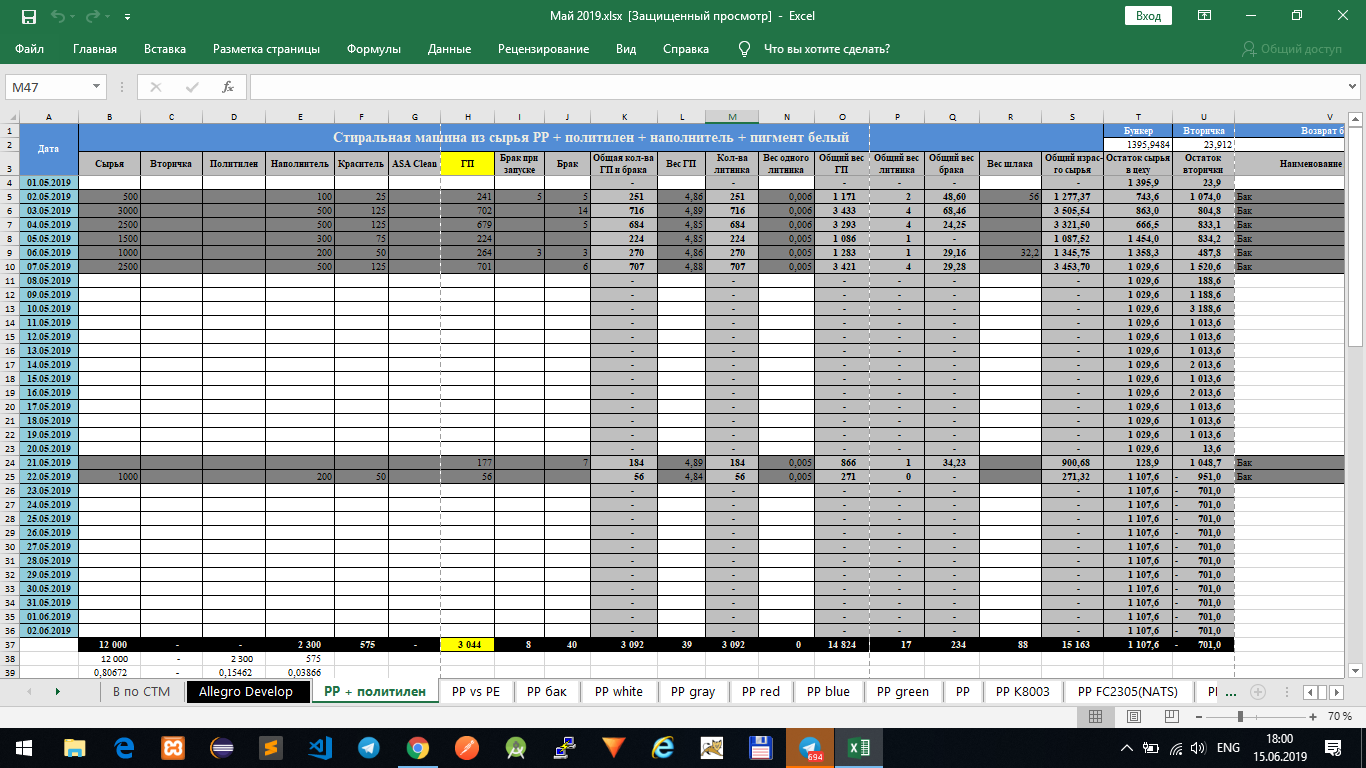 Май 2019.xlsx [Защищенный просмотр] - Excel
Вход
Файл Главная Вставка Разметка страницы Формулы Данные Рецензирование Вид Справка Что вы хотите сделать? Общий доступ
M47 fx
A B C D E F G H I J K L M N O P Q R S T U V
1 Дата Стиральная машина из сырья PP + политилен + наполнитель + пигмент белый Бункер Вторичка Возврат б
2 1395,9484 23,912
3 Сырья Вторичка Политилен Наполнитель Краситель ASA Clean ГП Брак при запуске Брак Общая кол-ва ГП и брака Вес ГП Кол-ва литника Вес одного литника Общий вес ГП Общий вес литника Общий вес брака Вес шлака Общий израс-го сырья Остаток сырья в цеху Остаток вторички Наименование
4 01.05.2019 - - - - - - 1 395,9 23,9
5 02.05.2019 500 100 25 241 5 5 251 4,86 251 0,006 1 171 2 48,60 56 1 277,37 743,6 1 074,0 Бак
6 03.05.2019 3000 500 125 702 14 716 4,89 716 0,006 3 433 4 68,46 3 505,54 863,0 804,8 Бак
7 04.05.2019 2500 500 125 679 5 684 4,85 684 0,006 3 293 4 24,25 3 321,50 666,5 833,1 Бак
8 05.05.2019 1500 300 75 224 224 4,85 224 0,005 1 086 1 - 1 087,52 1 454,0 834,2 Бак
9 06.05.2019 1000 200 50 264 3 3 270 4,86 270 0,005 1 283 1 29,16 32,2 1 345,75 1 358,3 487,8 Бак
10 07.05.2019 2500 500 125 701 6 707 4,88 707 0,005 3 421 4 29,28 3 453,70 1 029,6 1 520,6 Бак
11 08.05.2019 - - - - - - 1 029,6 188,6
12 09.05.2019 - - - - - - 1 029,6 1 188,6
13 10.05.2019 - - - - - - 1 029,6 3 188,6
14 11.05.2019 - - - - - - 1 029,6 1 013,6
15 12.05.2019 - - - - - - 1 029,6 1 013,6
16 13.05.2019 - - - - - - 1 029,6 1 013,6
17 14.05.2019 - - - - - - 1 029,6 2 013,6
18 15.05.2019 - - - - - - 1 029,6 1 013,6
19 16.05.2019 - - - - - - 1 029,6 2 013,6
20 17.05.2019 - - - - - - 1 029,6 1 013,6
21 18.05.2019 - - - - - - 1 029,6 1 013,6
22 19.05.2019 - - - - - - 1 029,6 1 013,6
23 20.05.2019 - - - - - - 1 029,6 13,6
24 21.05.2019 177 7 184 4,89 184 0,005 866 1 34,23 900,68 128,9 1 048,7 Бак
25 22.05.2019 1000 200 50 56 56 4,84 56 0,005 271 0 - 271,32 1 107,6 - 951,0 Бак
26 23.05.2019 - - - - - - 1 107,6 - 701,0
27 24.05.2019 - - - - - - 1 107,6 - 701,0
28 25.05.2019 - - - - - - 1 107,6 - 701,0
29 26.05.2019 - - - - - - 1 107,6 - 701,0
30 27.05.2019 - - - - - - 1 107,6 - 701,0
31 28.05.2019 - - - - - - 1 107,6 - 701,0
32 29.05.2019 - - - - - - 1 107,6 - 701,0
33 30.05.2019 - - - - - - 1 107,6 - 701,0
34 31.05.2019 - - - - - - 1 107,6 - 701,0
35 01.06.2019 - - - - - - 1 107,6 - 701,0
36 02.06.2019 - - - - - - 1 107,6 - 701,0
37 12 000 - - 2 300 575 - 3 044 8 40 3 092 39 3 092 0 14 824 17 234 88 15 163 1 107,6 - 701,0
38 12 000 - 2 300 575
39 0,80672 - 0,15462 0,03866
В по СТМ Allegro Develop PP + политилен PP vs PE PP бак PP white PP gray PP red PP blue PP green PP PP K8003 PP FC2305(NATS) ...
70 %
694 ENG 18:00
15.06.2019